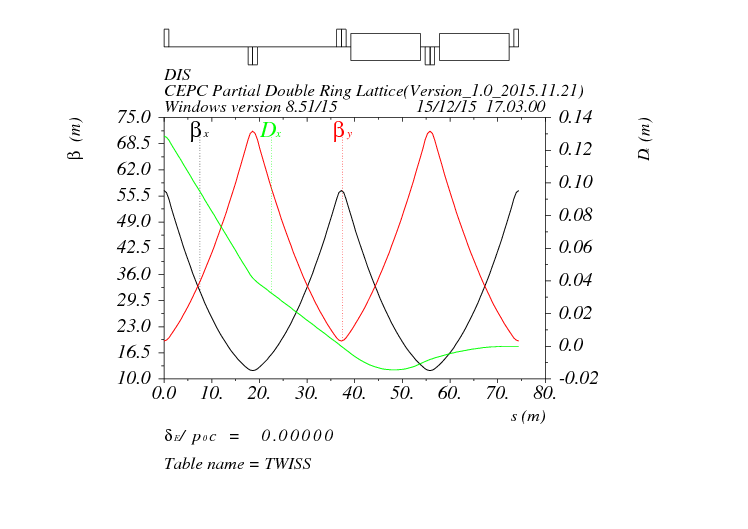 DIS
CEPC Partial Double Ring Lattice(Version_1.0_2015.11.21)
Windows version 8.51/15 15/12/15 17.03.00
β (m)
D (m)
βx Dx βy
75.0
68.5
62.0
55.5
49.0
42.5
36.0
29.5
23.0
16.5
10.0
0.14
0.12
0.10
0.08
0.06
0.04
0.02
0.0
-0.02
0.0 10. 20. 30. 40. 50. 60. 70. 80.
s (m)
δE/ p0c = 0.00000
Table name = TWISS